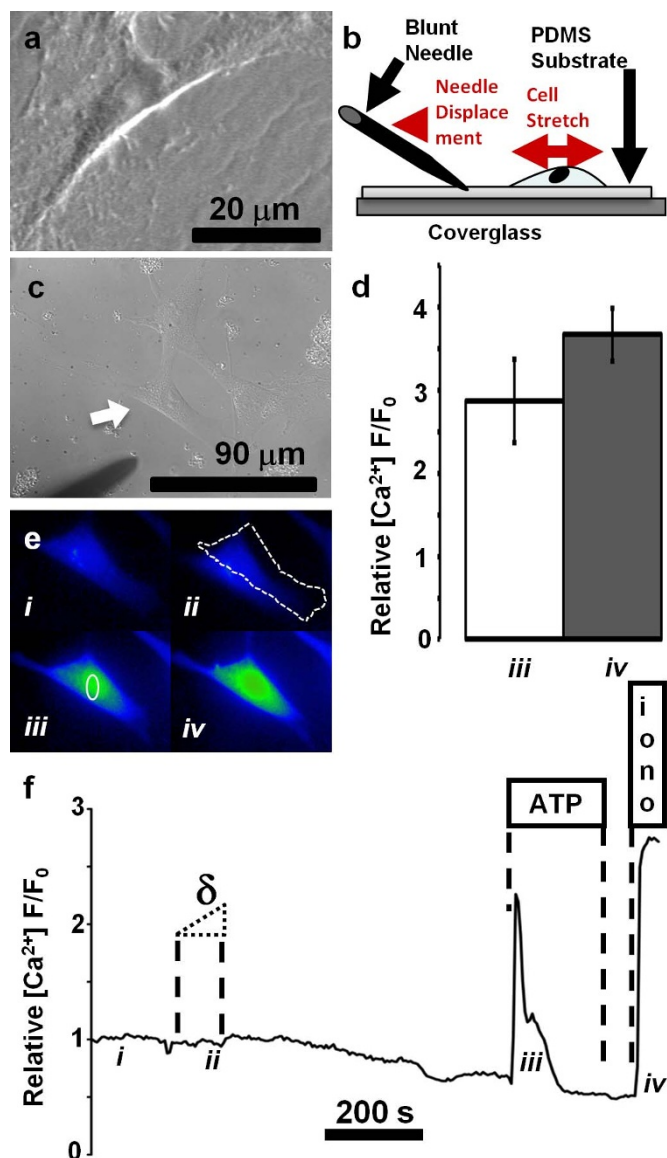 a
20 μm
b
Blunt
Needle
PDMS
Substrate
Needle
Displace
ment
Cell
Stretch
Coverglass
c
90 μm
d
Relative [Ca²⁺] F/F₀
4
3
2
1
0
iii
iv
e
i
ii
iii
iv
f
Relative [Ca²⁺] F/F₀
3
2
1
0
δ
ATP
iono
i
ii
iii
iv
200 s